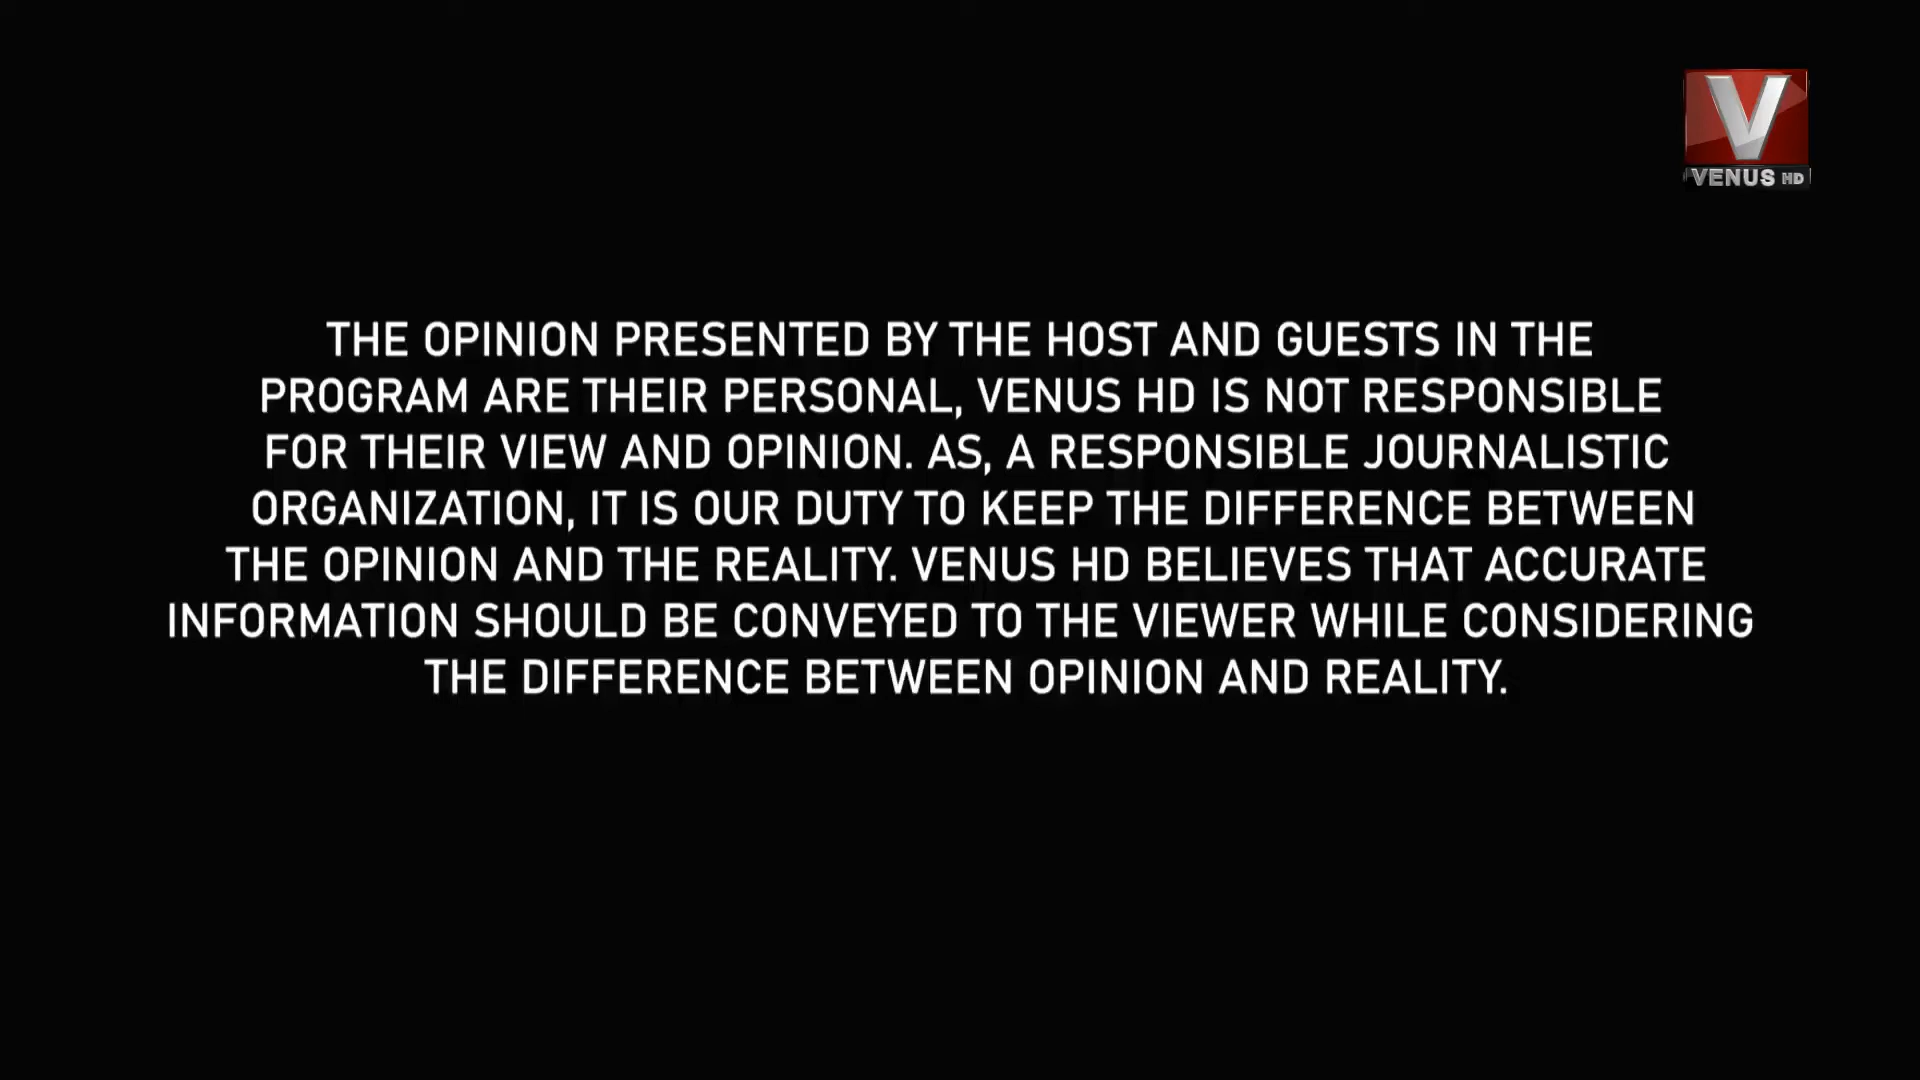 V
VENUS HD
THE OPINION PRESENTED BY THE HOST AND GUESTS IN THE
PROGRAM ARE THEIR PERSONAL, VENUS HD IS NOT RESPONSIBLE
FOR THEIR VIEW AND OPINION. AS, A RESPONSIBLE JOURNALISTIC
ORGANIZATION, IT IS OUR DUTY TO KEEP THE DIFFERENCE BETWEEN
THE OPINION AND THE REALITY. VENUS HD BELIEVES THAT ACCURATE
INFORMATION SHOULD BE CONVEYED TO THE VIEWER WHILE CONSIDERING
THE DIFFERENCE BETWEEN OPINION AND REALITY.